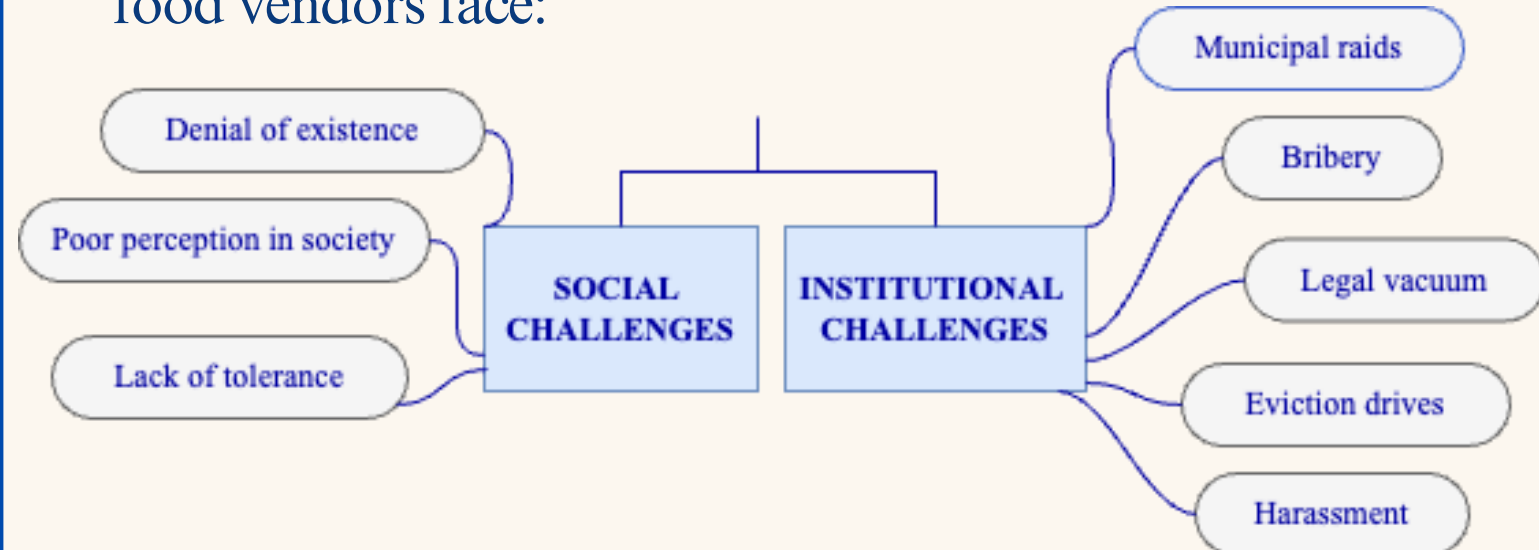 food vendors face:
Denial of existence
Poor perception in society
Lack of tolerance
SOCIAL
CHALLENGES
INSTITUTIONAL
CHALLENGES
Municipal raids
Bribery
Legal vacuum
Eviction drives
Harassment